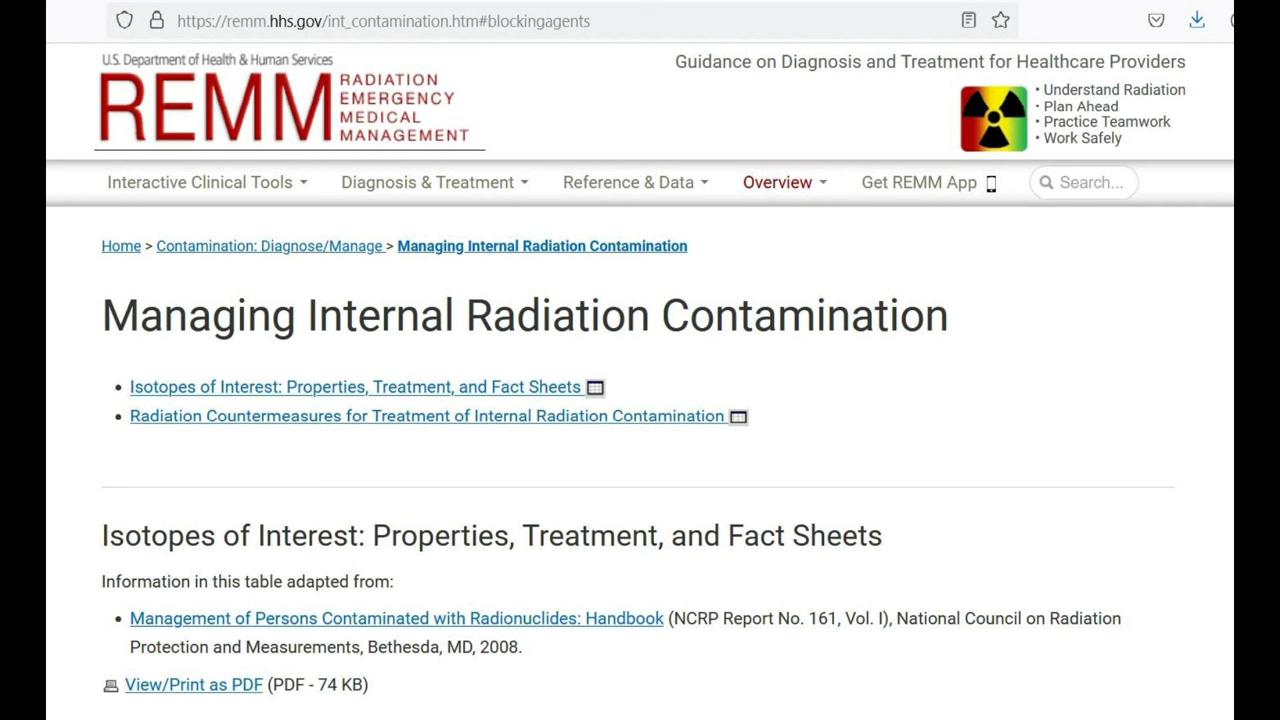 https://remm.hhs.gov/int_contamination.htm#blockingagents
U.S. Department of Health & Human Services
REMM
RADIATION
EMERGENCY
MEDICAL
MANAGEMENT
Guidance on Diagnosis and Treatment for Healthcare Providers
• Understand Radiation
• Plan Ahead
• Practice Teamwork
• Work Safely
Interactive Clinical Tools Diagnosis & Treatment Reference & Data Overview Get REMM App Search...
Home > Contamination: Diagnose/Manage > Managing Internal Radiation Contamination
Managing Internal Radiation Contamination
• Isotopes of Interest: Properties, Treatment, and Fact Sheets
• Radiation Countermeasures for Treatment of Internal Radiation Contamination
Isotopes of Interest: Properties, Treatment, and Fact Sheets
Information in this table adapted from:
• Management of Persons Contaminated with Radionuclides: Handbook (NCRP Report No. 161, Vol. I), National Council on Radiation
Protection and Measurements, Bethesda, MD, 2008.
View/Print as PDF (PDF - 74 KB)